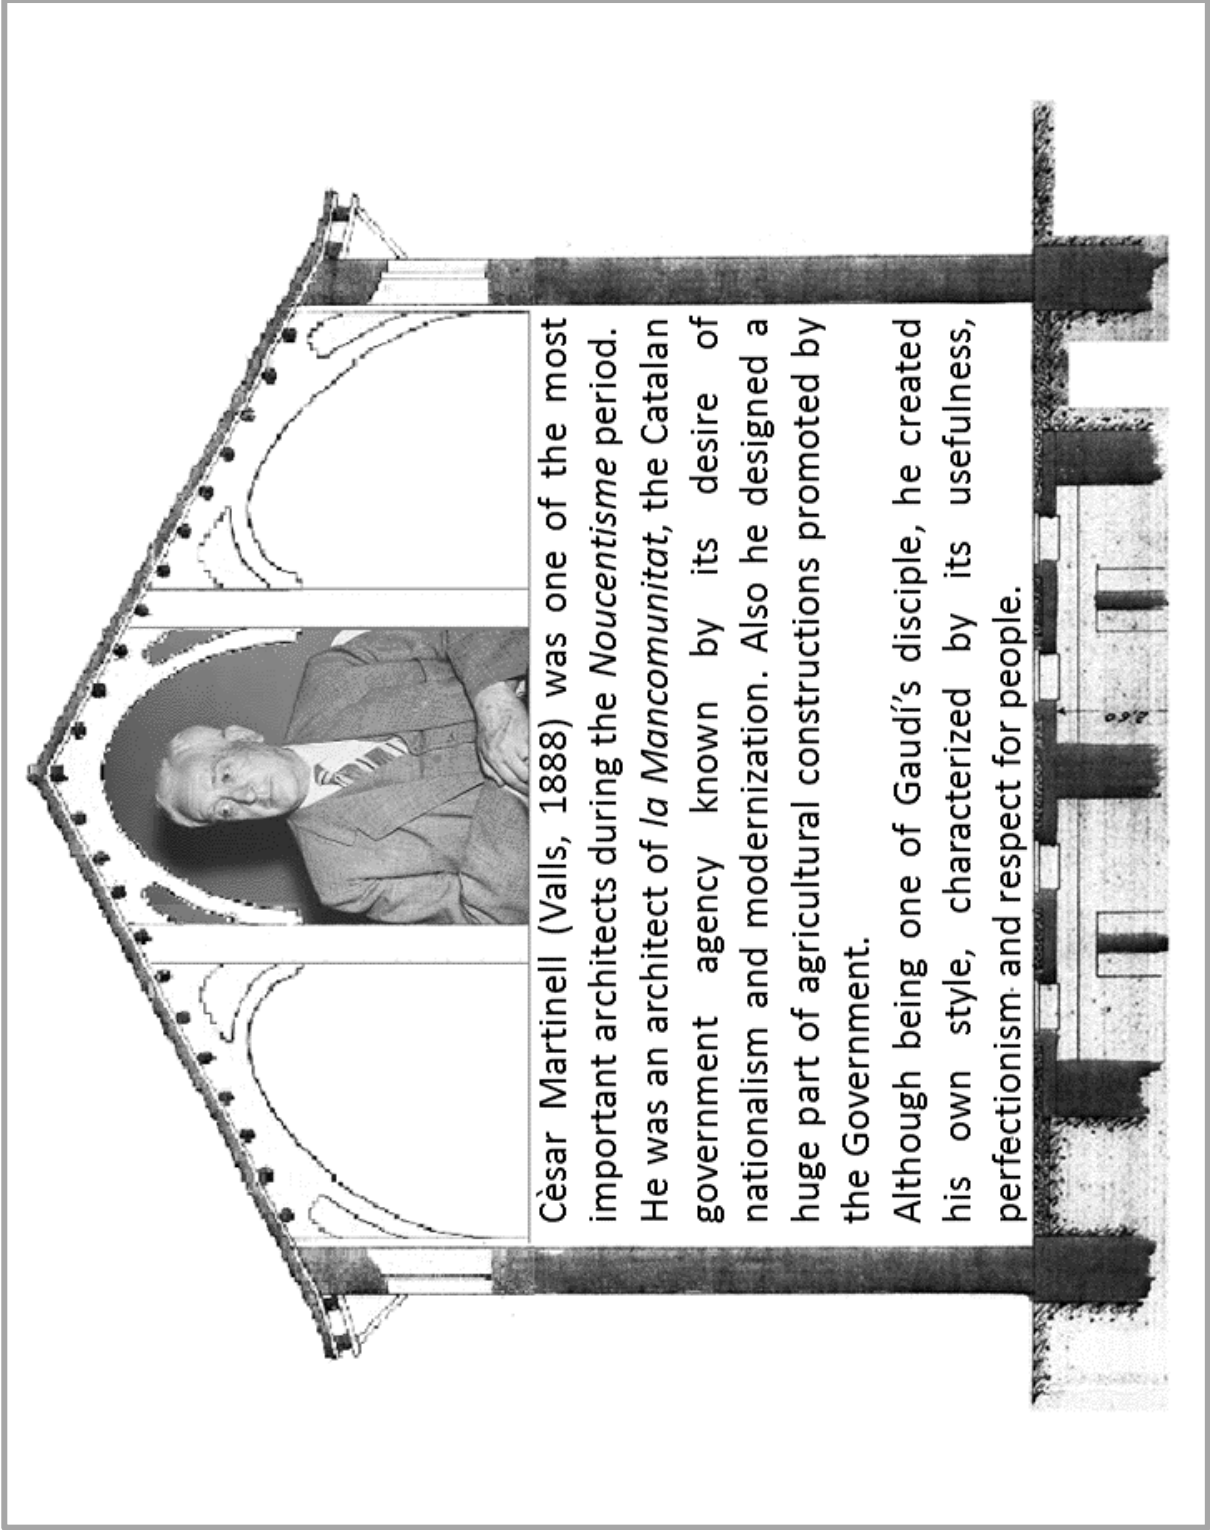 Cèsar Martinell (Valls, 1888) was one of the most
important architects during the Noucentisme period.
He was an architect of la Mancomunitat, the Catalan
government agency known by its desire of
nationalism and modernization. Also he designed a
huge part of agricultural constructions promoted by
the Government.
Although being one of Gaudí's disciple, he created
his own style, characterized by its usefulness,
perfectionism and respect for people.